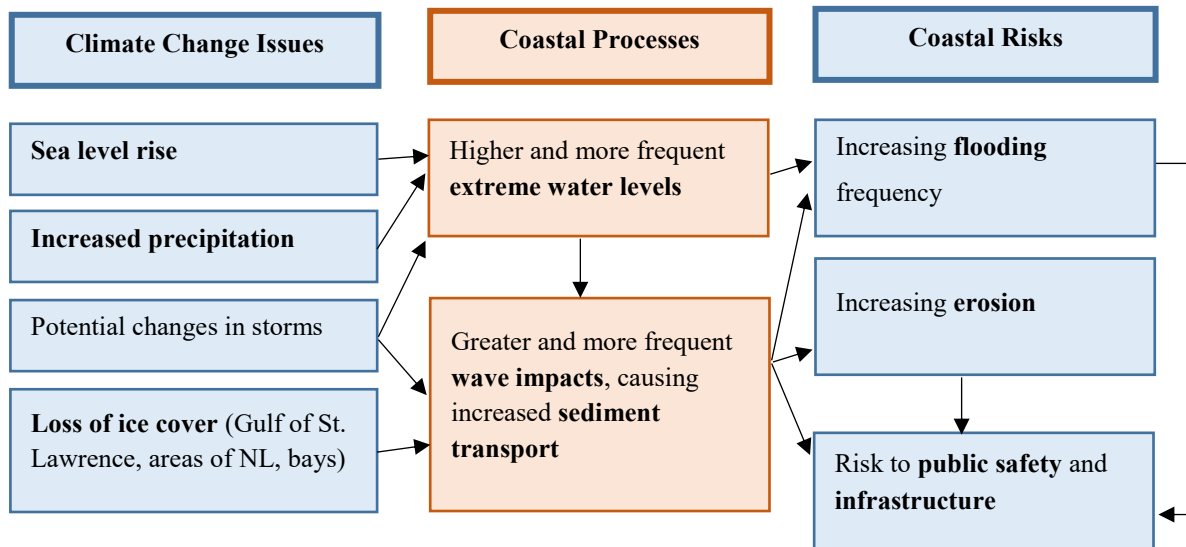 Climate Change Issues
Coastal Processes
Coastal Risks
Sea level rise
Increased precipitation
Potential changes in storms
Loss of ice cover (Gulf of St.
Lawrence, areas of NL, bays)
Higher and more frequent
extreme water levels
Greater and more frequent
wave impacts, causing
increased sediment
transport
Increasing flooding
frequency
Increasing erosion
Risk to public safety and
infrastructure